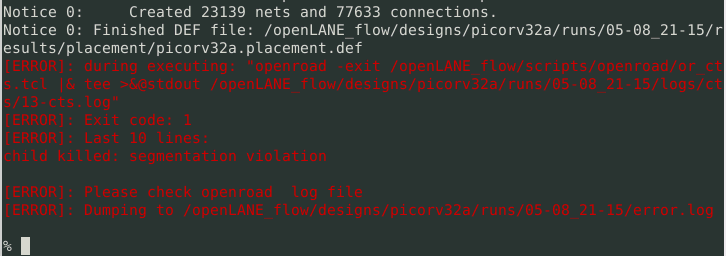 Notice 0:     Created 23139 nets and 77633 connections.
Notice 0: Finished DEF file: /openLANE_flow/designs/picorv32a/runs/05-08_21-15/r
esults/placement/picorv32a.placement.def
[ERROR]: during executing: "openroad -exit /openLANE_flow/scripts/openroad/or_ct
s.tcl |& tee >&@stdout /openLANE_flow/designs/picorv32a/runs/05-08_21-15/logs/ct
s/13-cts.log"
[ERROR]: Exit code: 1
[ERROR]: Last 10 lines:
child killed: segmentation violation
[ERROR]: Please check openroad  log file
[ERROR]: Dumping to /openLANE_flow/designs/picorv32a/runs/05-08_21-15/error.log
%